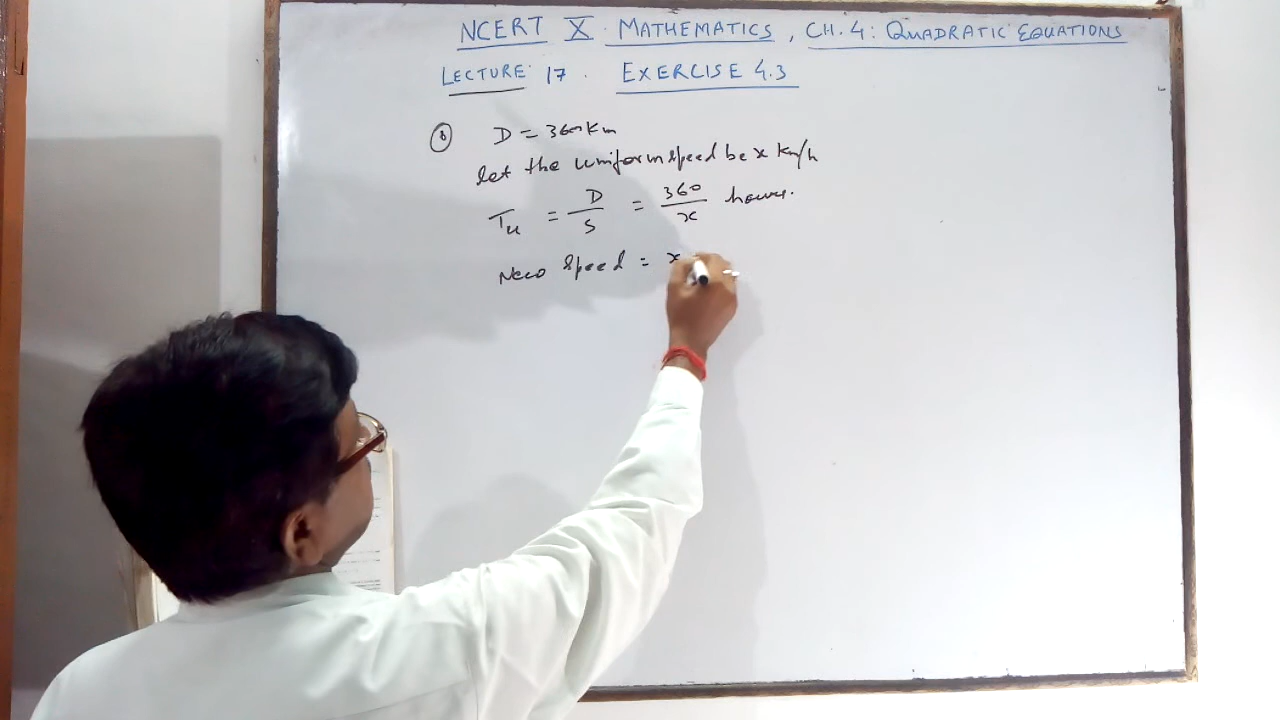 NCERT X MATHEMATICS, CH. 4: QUADRATIC EQUATIONS
LECTURE 17. EXERCISE 4.3
⑧ D = 360 Km
let the uniform speed be x Km/h
Tu = D/S = 360/x hours.
New speed = x